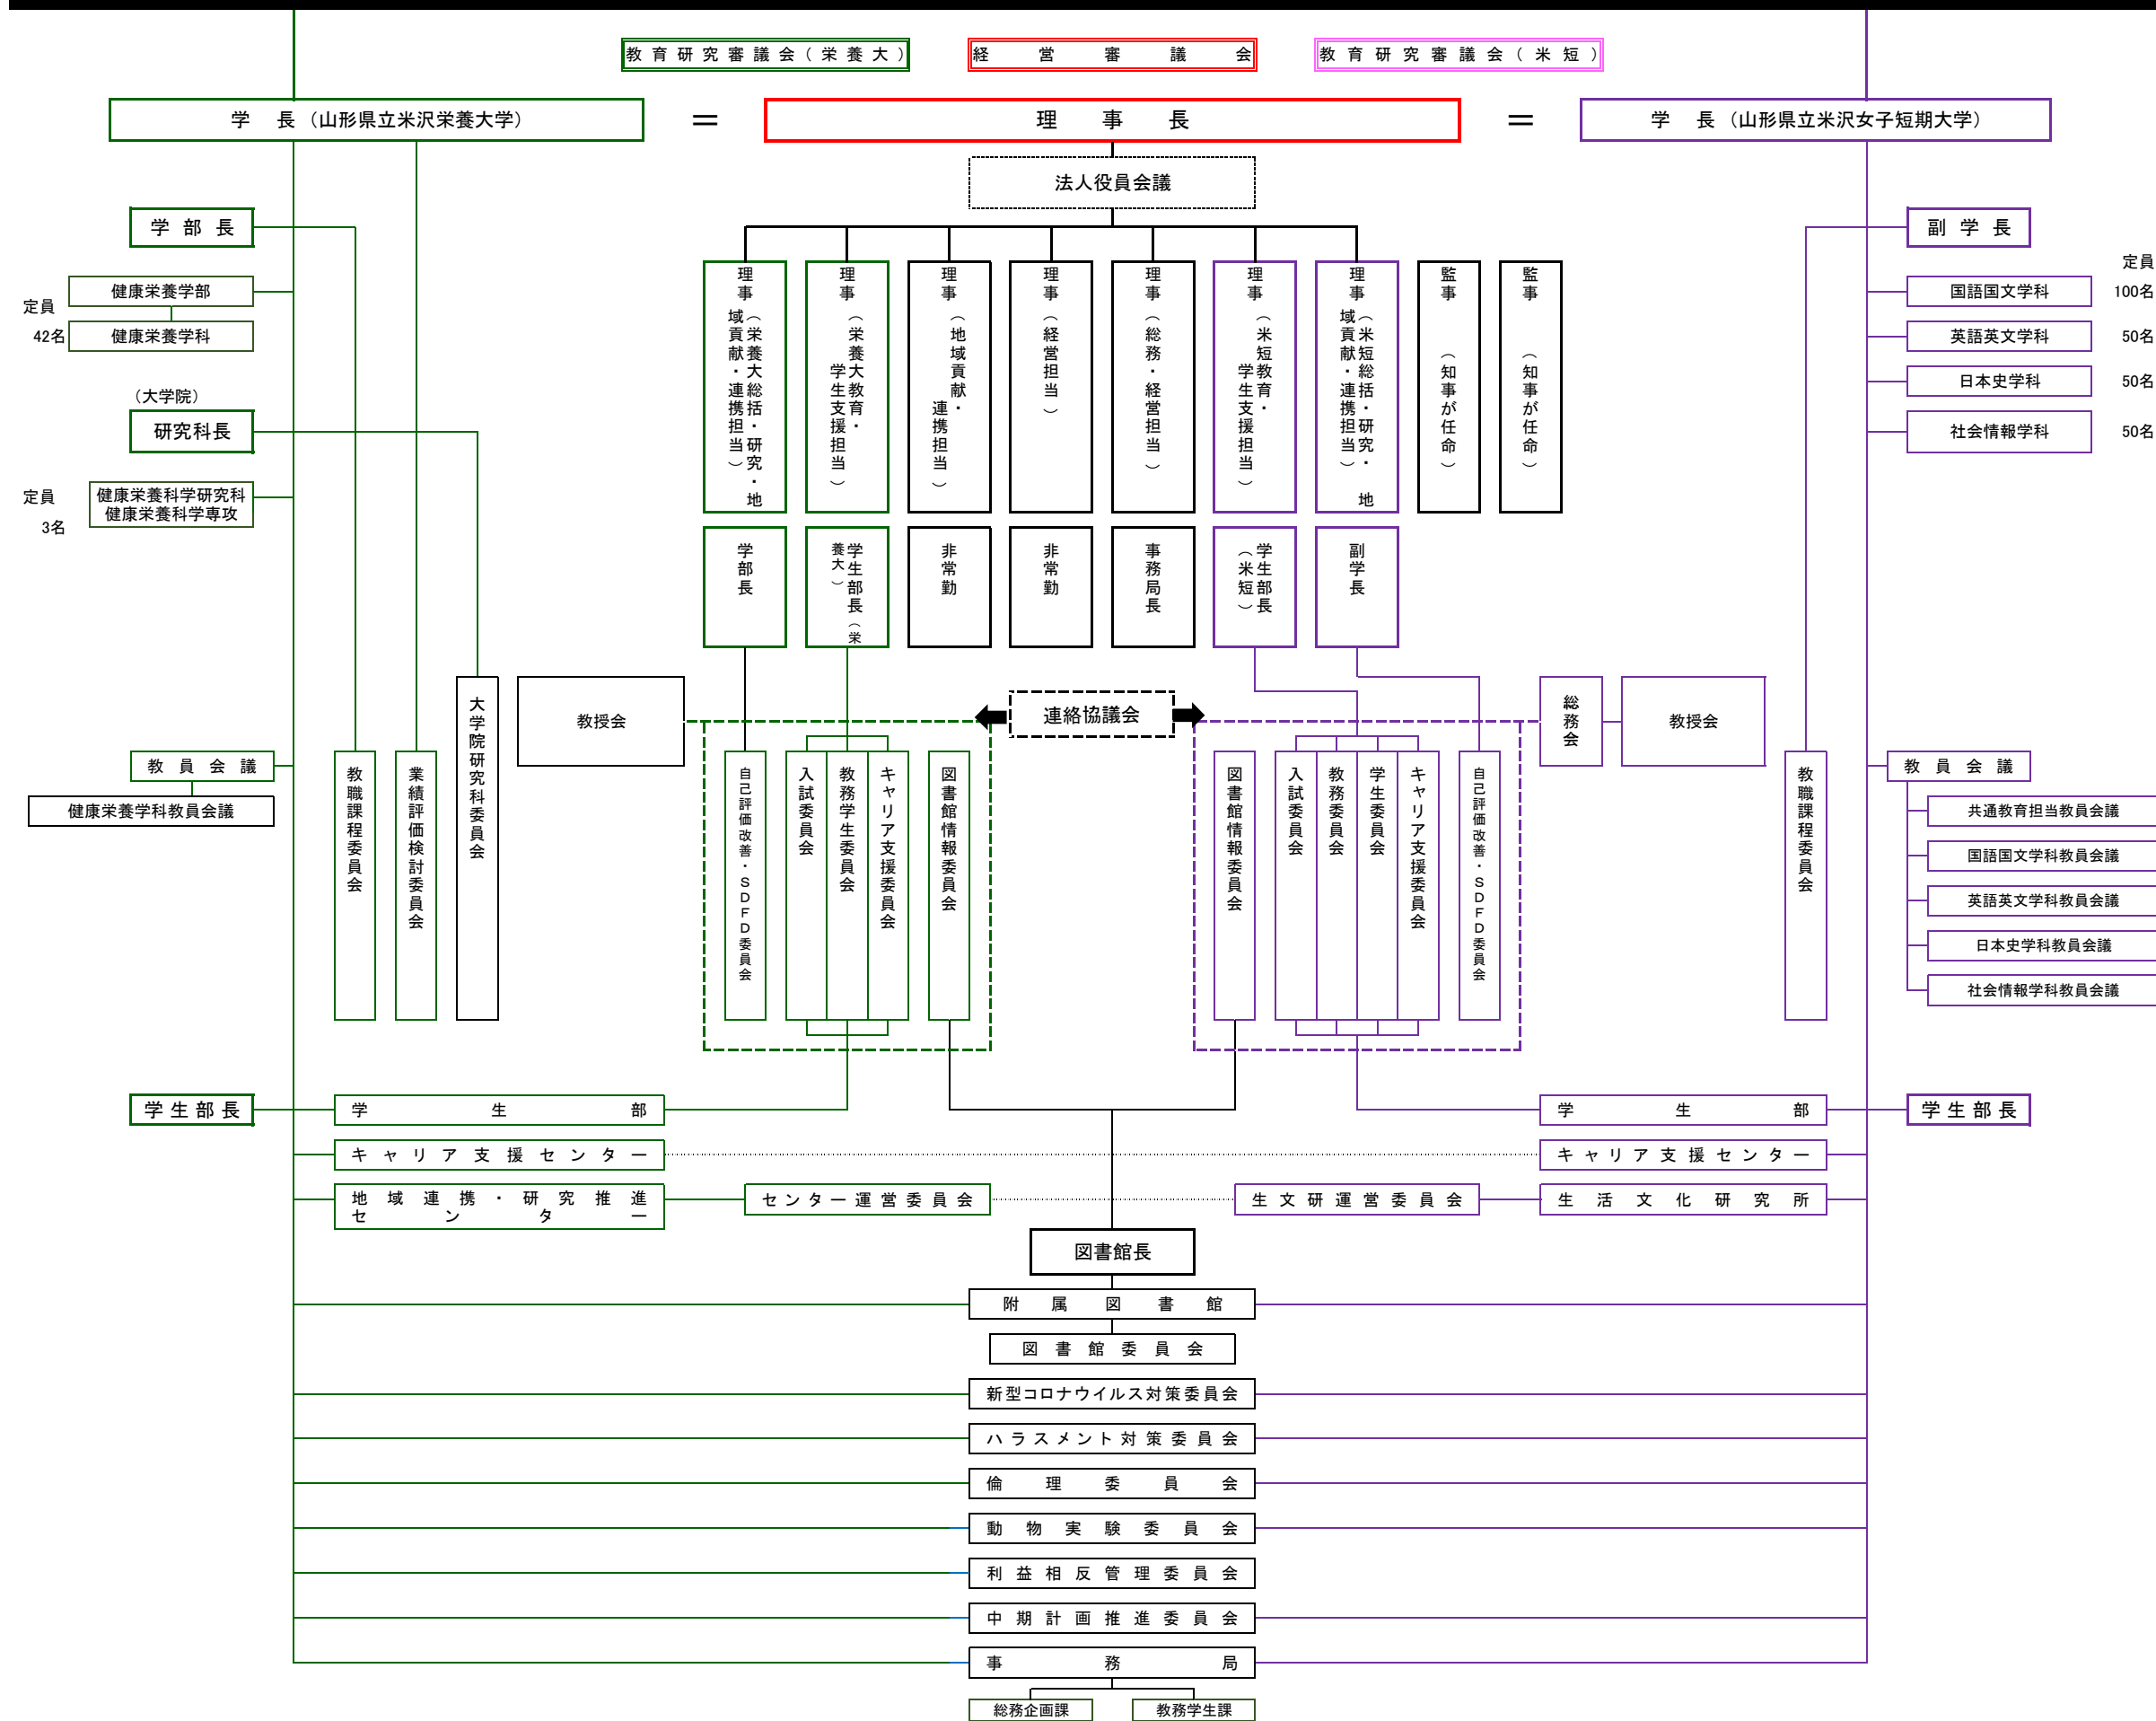 教育研究審議会(栄養大)
経営審議会
教育研究審議会(米短)
学 長(山形県立米沢栄養大学)
＝
理 事 長
＝
学 長(山形県立米沢女子短期大学)
法人役員会議
学 部 長
副 学 長
定員
健康栄養学部
定員
42名
健康栄養学科
国語国文学科
100名
英語英文学科
50名
日本史学科
50名
社会情報学科
50名
(大学院)
研究科長
定員
3名
健康栄養科学研究科
健康栄養科学専攻
理事
(栄養大総括・研究・地
域貢献・連携担当)
理事
(栄養大教育・
学生支援担当)
理事
(地域貢献・
連携担当)
理事(経営担当)
理事(総務・経営担当)
理事
(米短教育・
学生支援担当)
理事
(米短総括・研究・ 地
域貢献・連携担当)
監事 (知事が任命)
監事 (知事が任命)
学部長
学生部長(栄
養大)
非常勤
非常勤
事務局長
学生部長
(米短)
副学長
大学院研究科委員会
教授会
連絡協議会
総務会
教授会
教 員 会 議
健康栄養学科教員会議
教職課程委員会
業績評価検討委員会
自己評価改善・SDFD委員会
入試委員会
教務学生委員会
キャリア支援委員会
図書館情報委員会
図書館情報委員会
入試委員会
教務委員会
学生委員会
キャリア支援委員会
自己評価改善・SDFD委員会
教職課程委員会
教 員 会 議
共通教育担当教員会議
国語国文学科教員会議
英語英文学科教員会議
日本史学科教員会議
社会情報学科教員会議
学生部長
学生部
学生部
学生部長
キャリア支援センター
キャリア支援センター
地域連携・研究推進
センター
センター運営委員会
生文研運営委員会
生活文化研究所
図書館長
附属図書館
図書館委員会
新型コロナウイルス対策委員会
ハラスメント対策委員会
倫理委員会
動物実験委員会
利益相反管理委員会
中期計画推進委員会
事務局
総務企画課
教務学生課